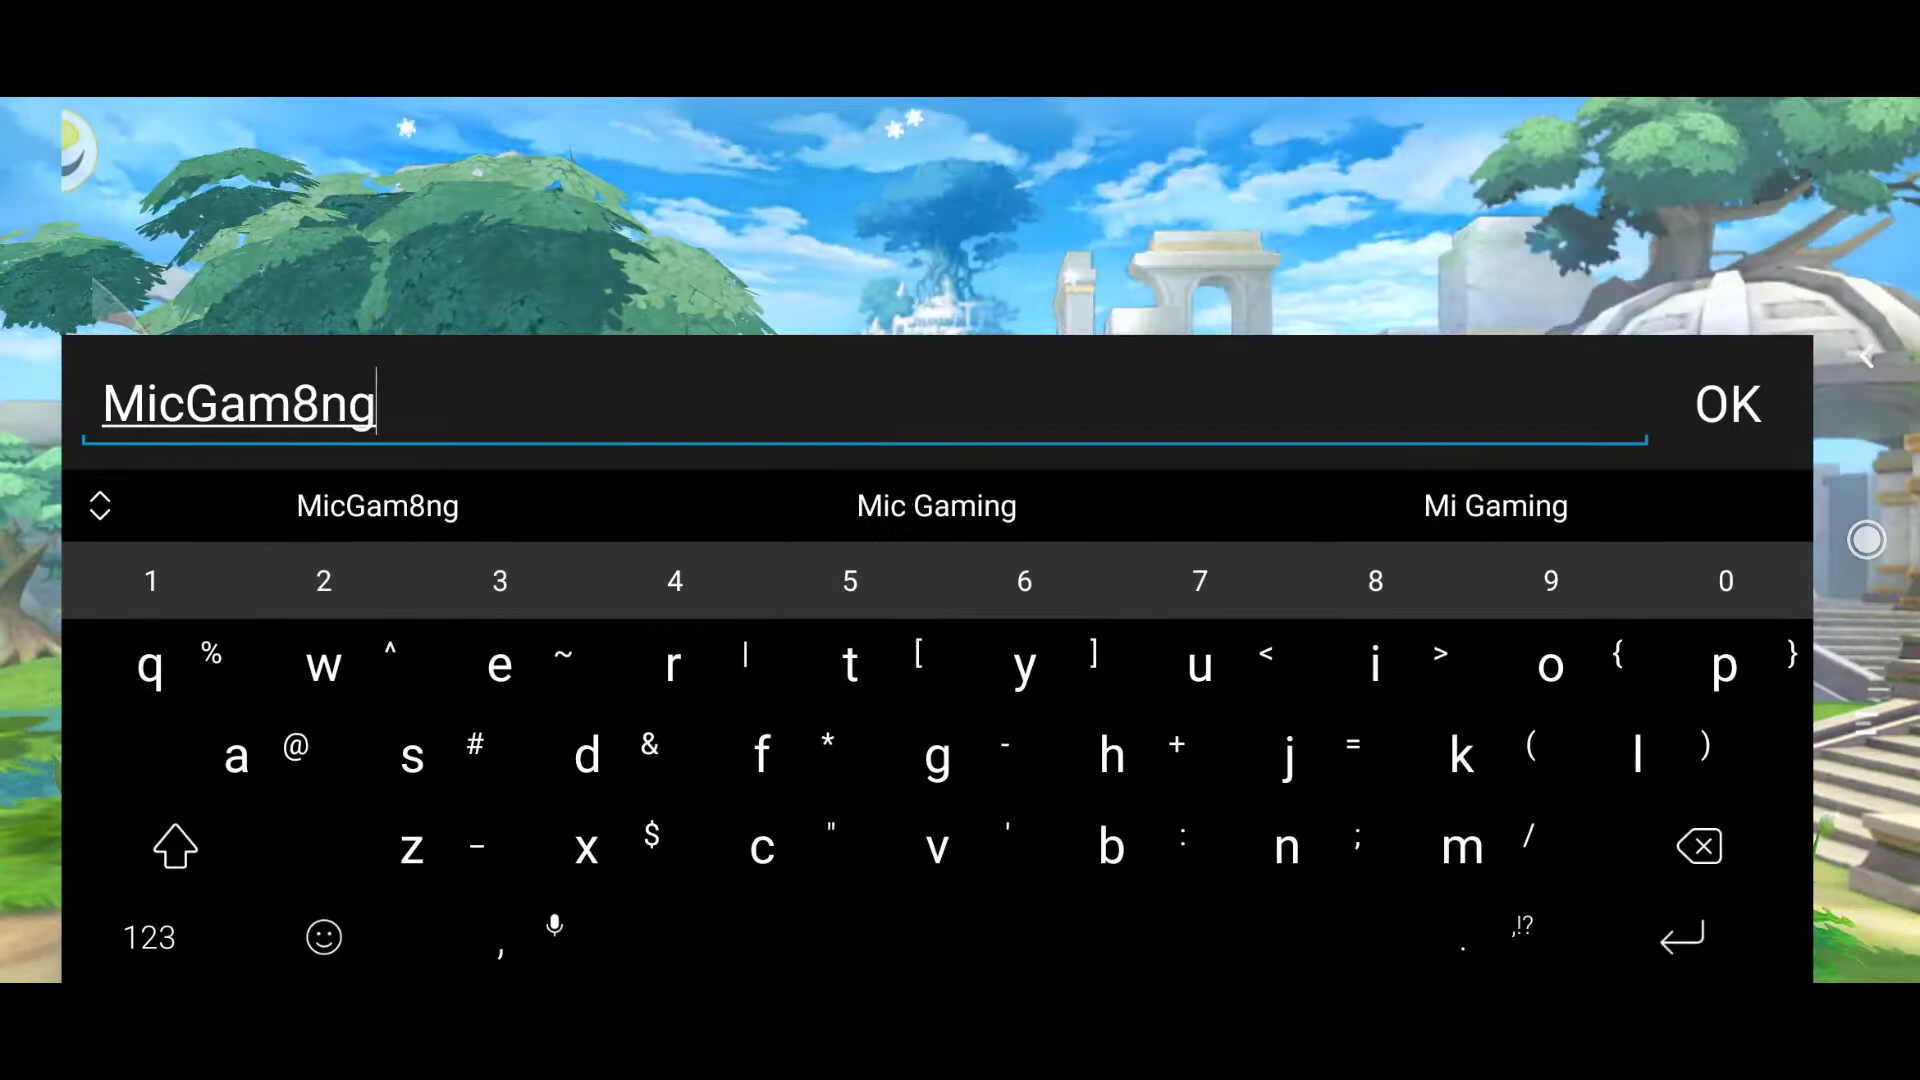 MicGam8ng OK
MicGam8ng Mic Gaming Mi Gaming
1 2 3 4 5 6 7 8 9 0
q % w ^ e ~ r | t [ y ] u < i > o { p }
a @ s # d & f * g - h + j = k ( l )
z _ x $ c " v ' b : n ; m /
123 , . ,!?